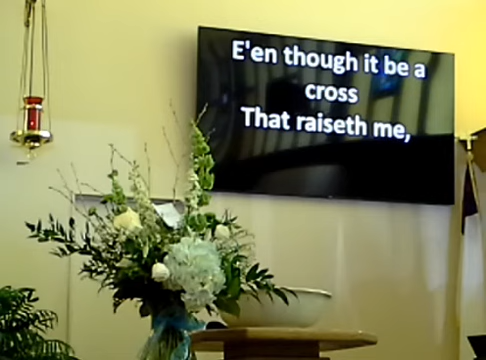 E'en though it be a
cross
That raiseth me,